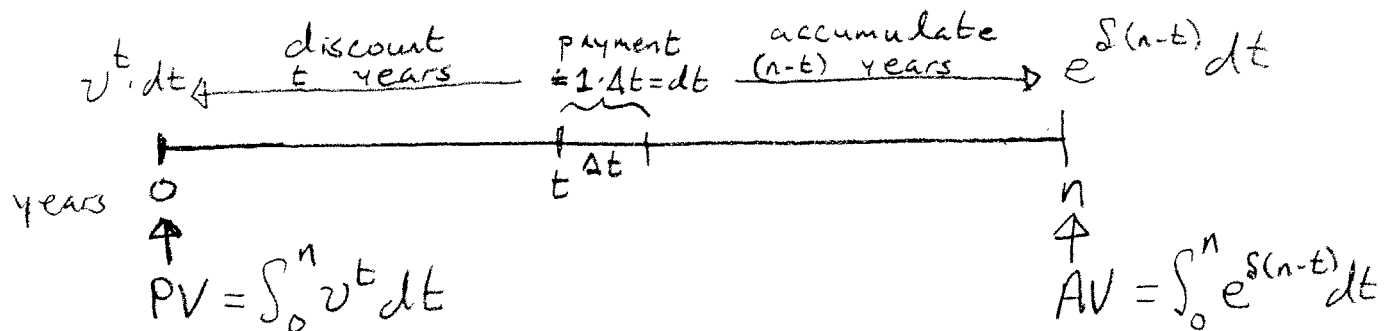 discount payment accumulate
v^t · dt t years = 1·Δt = dt (n-t) years e^{δ(n-t)} dt
t Δt
years 0 n
PV = ∫_0^n v^t dt AV = ∫_0^n e^{δ(n-t)} dt